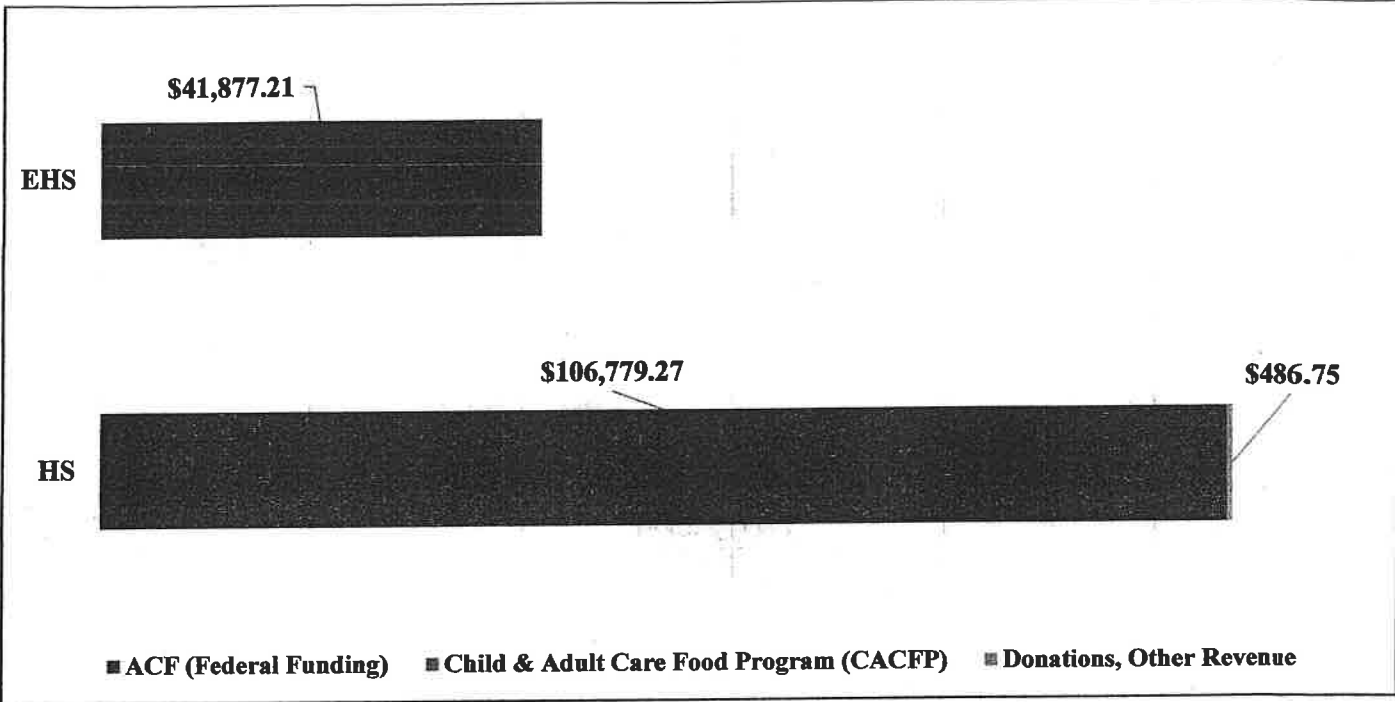 $41,877.21
EHS
$106,779.27
$486.75
HS
ACF (Federal Funding) Child & Adult Care Food Program (CACFP) Donations, Other Revenue